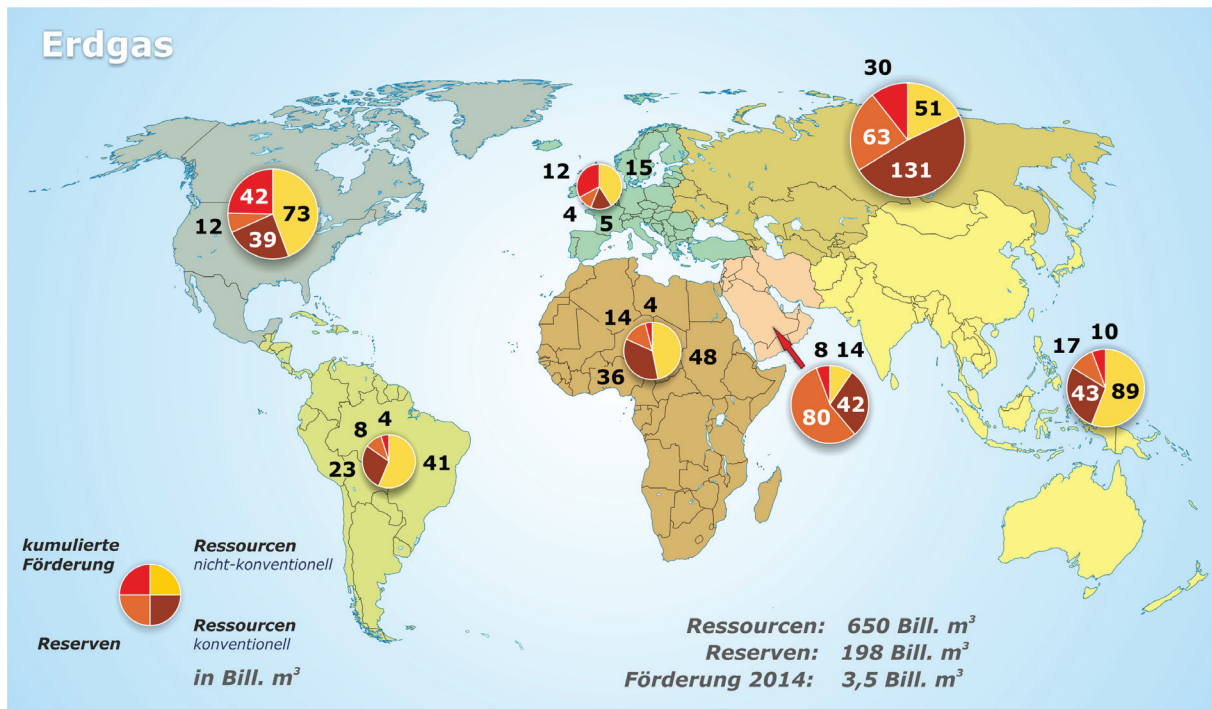 Erdgas
30
51
63
131
12
15
4
5
42
73
12
39
4
14
48
36
8 14
42
80
10
17
43
89
4
8
23
41
kumulierte
Förderung
Ressourcen
nicht-konventionell
Reserven
Ressourcen
konventionell
in Bill. m³
Ressourcen: 650 Bill. m³
Reserven: 198 Bill. m³
Förderung 2014: 3,5 Bill. m³